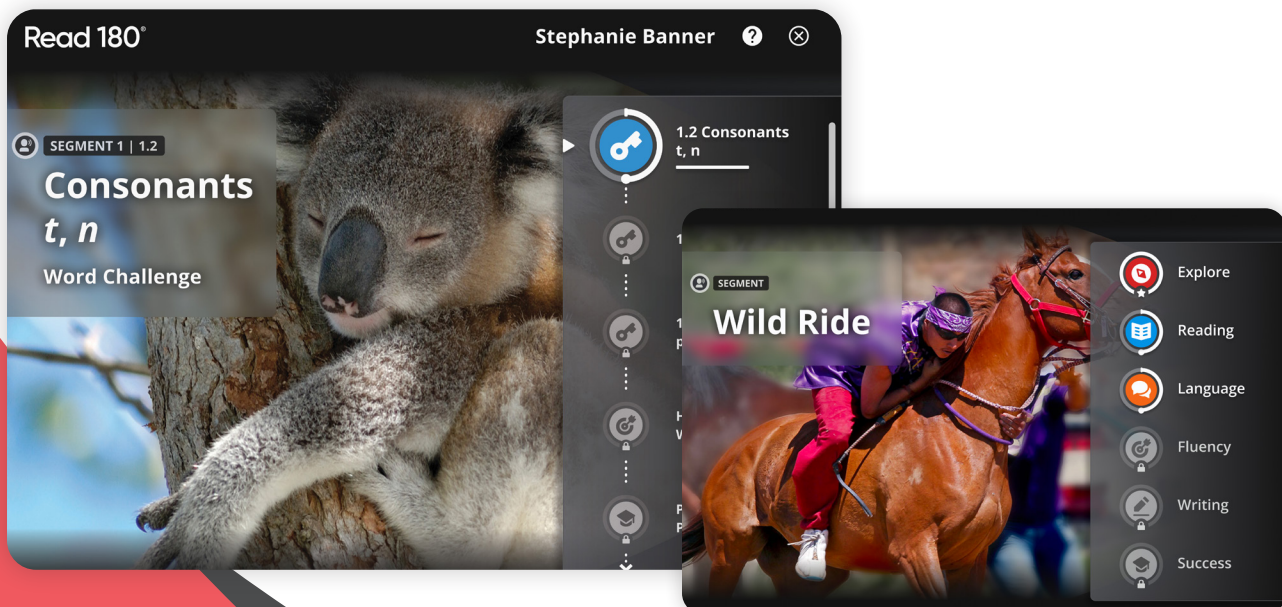 Read 180®
Stephanie Banner
SEGMENT 1 | 1.2
Consonants
t, n
Word Challenge
1.2 Consonants
t, n
SEGMENT
Wild Ride
Explore
Reading
Language
Fluency
Writing
Success